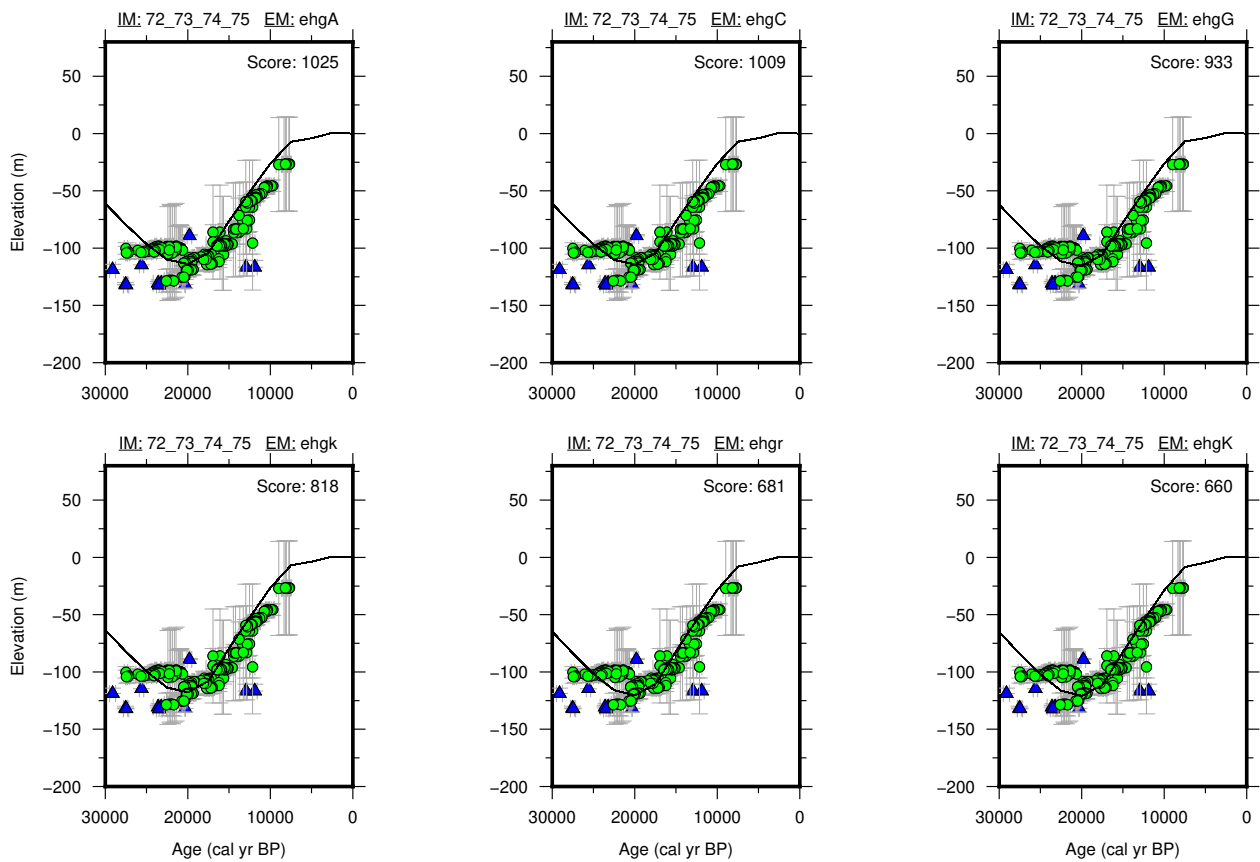 IM: 72_73_74_75 EM: ehgA
IM: 72_73_74_75 EM: ehgC
IM: 72_73_74_75 EM: ehgG
Score: 1025
Score: 1009
Score: 933
50
0
−50
−100
−150
−200
Elevation (m)
50
0
−50
−100
−150
−200
50
0
−50
−100
−150
−200
30000 20000 10000 0
30000 20000 10000 0
30000 20000 10000 0
IM: 72_73_74_75 EM: ehgk
IM: 72_73_74_75 EM: ehgr
IM: 72_73_74_75 EM: ehgK
Score: 818
Score: 681
Score: 660
50
0
−50
−100
−150
−200
Elevation (m)
50
0
−50
−100
−150
−200
50
0
−50
−100
−150
−200
30000 20000 10000 0
30000 20000 10000 0
30000 20000 10000 0
Age (cal yr BP)
Age (cal yr BP)
Age (cal yr BP)